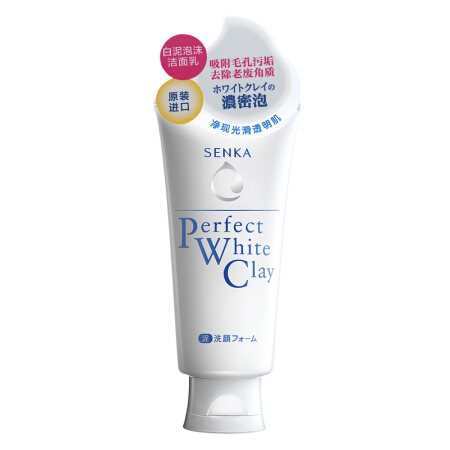 白泥泡沫
洁面乳
原装
进口
吸附毛孔污垢
去除老废角质
ホワイトクレイの
濃密泡
净现光滑透明肌
SENKA
Perfect
White
Clay
泥 洗顔フォーム